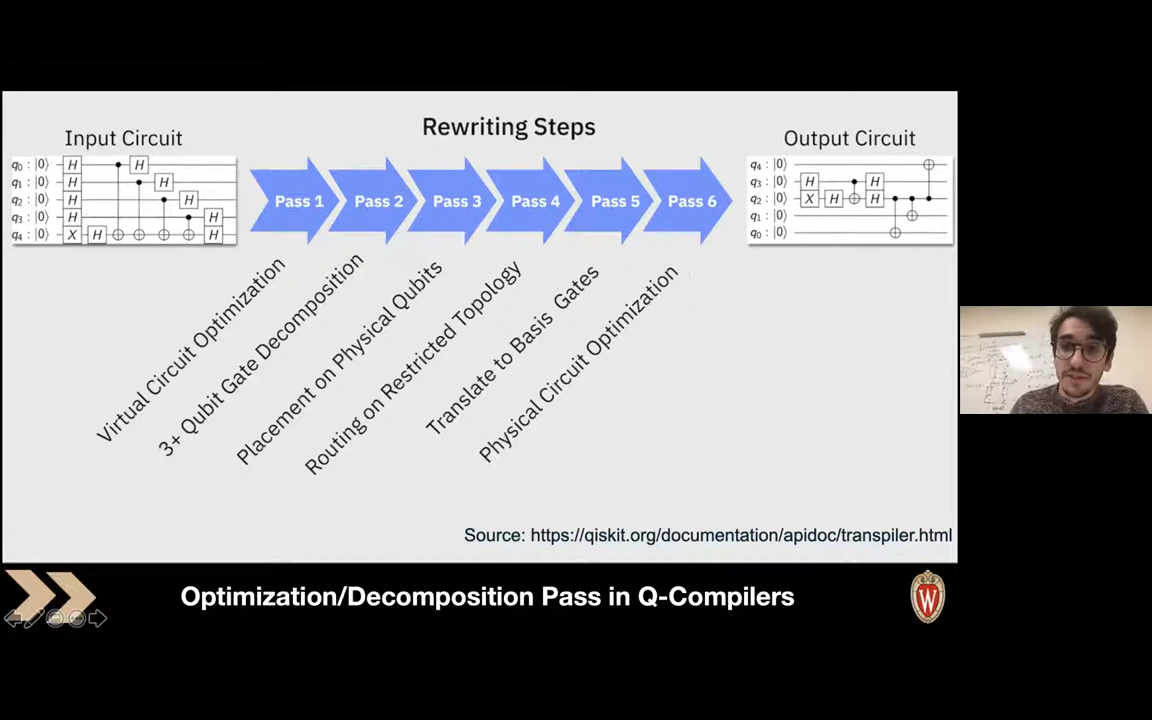 Rewriting Steps
Input Circuit
q0 : |0⟩ H H
q1 : |0⟩ H H
q2 : |0⟩ H H
q3 : |0⟩ H H
q4 : |0⟩ X H H
Pass 1
Pass 2
Pass 3
Pass 4
Pass 5
Pass 6
Output Circuit
q4 : |0⟩
q3 : |0⟩ H H
q2 : |0⟩ X H H
q1 : |0⟩
q0 : |0⟩
Virtual Circuit Optimization
3+ Qubit Gate Decomposition
Placement on Physical Qubits
Routing on Restricted Topology
Translate to Basis Gates
Physical Circuit Optimization
Source: https://qiskit.org/documentation/apidoc/transpiler.html
Optimization/Decomposition Pass in Q-Compilers
W